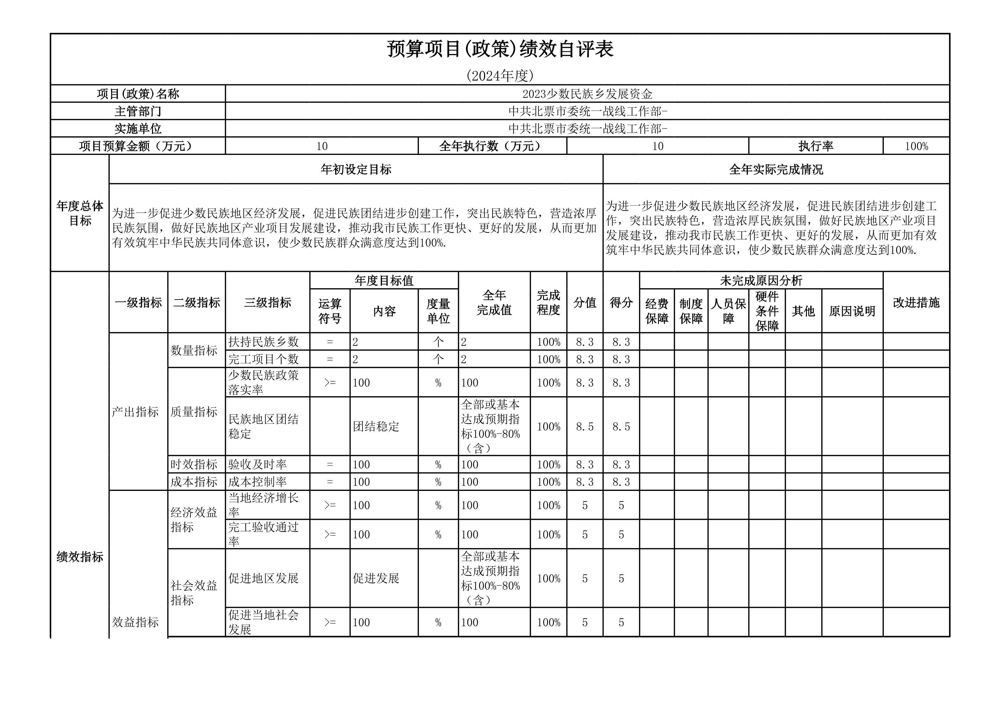 预算项目(政策)绩效自评表
(2024年度)
项目(政策)名称 2023少数民族乡发展资金
主管部门 中共北票市委统一战线工作部-
实施单位 中共北票市委统一战线工作部-
项目预算金额（万元） 10 全年执行数（万元） 10 执行率 100%
年度总体
目标
年初设定目标
为进一步促进少数民族地区经济发展，促进民族团结进步创建工作，突出民族特色，营造浓厚
民族氛围，做好民族地区产业项目发展建设，推动我市民族工作更快、更好的发展，从而更加
有效筑牢中华民族共同体意识，使少数民族群众满意度达到100%.
全年实际完成情况
为进一步促进少数民族地区经济发展，促进民族团结进步创建工
作，突出民族特色，营造浓厚民族氛围，做好民族地区产业项目
发展建设，推动我市民族工作更快、更好的发展，从而更加有效
筑牢中华民族共同体意识，使少数民族群众满意度达到100%.
绩效指标
一级指标
二级指标
三级指标
年度目标值
运算
符号
内容
度量
单位
全年
完成值
完成
程度
分值
得分
未完成原因分析
经费
保障
制度
保障
人员保
障
硬件
条件
保障
其他
原因说明
改进措施
产出指标
数量指标
扶持民族乡数 = 2 个 2 100% 8.3 8.3
完工项目个数 = 2 个 2 100% 8.3 8.3
质量指标
少数民族政策
落实率
>= 100 % 100 100% 8.3 8.3
民族地区团结
稳定
团结稳定
全部或基本
达成预期指
标100%-80%
（含）
100% 8.5 8.5
时效指标 验收及时率 = 100 % 100 100% 8.3 8.3
成本指标 成本控制率 = 100 % 100 100% 8.3 8.3
效益指标
经济效益
指标
当地经济增长
率
>= 100 % 100 100% 5 5
完工验收通过
率
>= 100 % 100 100% 5 5
社会效益
指标
促进地区发展 促进发展
全部或基本
达成预期指
标100%-80%
（含）
100% 5 5
促进当地社会
发展
>= 100 % 100 100% 5 5